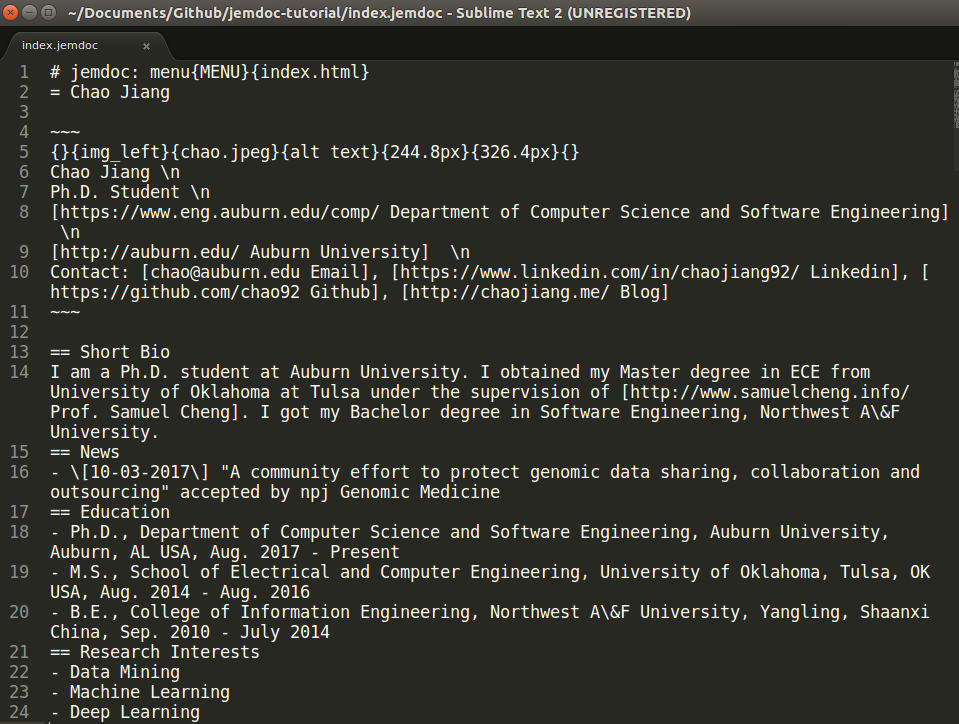 ~/Documents/Github/jemdoc-tutorial/index.jemdoc - Sublime Text 2 (UNREGISTERED)
index.jemdoc ×
1 # jemdoc: menu{MENU}{index.html}
2 = Chao Jiang
3
4 ~~~
5 {}{img_left}{chao.jpeg}{alt text}{244.8px}{326.4px}{}
6 Chao Jiang \n
7 Ph.D. Student \n
8 [https://www.eng.auburn.edu/comp/ Department of Computer Science and Software Engineering]
\n
9 [http://auburn.edu/ Auburn University]  \n
10 Contact: [chao@auburn.edu Email], [https://www.linkedin.com/in/chaojiang92/ Linkedin], [
https://github.com/chao92 Github], [http://chaojiang.me/ Blog]
11 ~~~
12
13 == Short Bio
14 I am a Ph.D. student at Auburn University. I obtained my Master degree in ECE from
University of Oklahoma at Tulsa under the supervision of [http://www.samuelcheng.info/
Prof. Samuel Cheng]. I got my Bachelor degree in Software Engineering, Northwest A\&F
University.
15 == News
16 - \[10-03-2017\] "A community effort to protect genomic data sharing, collaboration and
outsourcing" accepted by npj Genomic Medicine
17 == Education
18 - Ph.D., Department of Computer Science and Software Engineering, Auburn University,
Auburn, AL USA, Aug. 2017 - Present
19 - M.S., School of Electrical and Computer Engineering, University of Oklahoma, Tulsa, OK
USA, Aug. 2014 - Aug. 2016
20 - B.E., College of Information Engineering, Northwest A\&F University, Yangling, Shaanxi
China, Sep. 2010 - July 2014
21 == Research Interests
22 - Data Mining
23 - Machine Learning
24 - Deep Learning